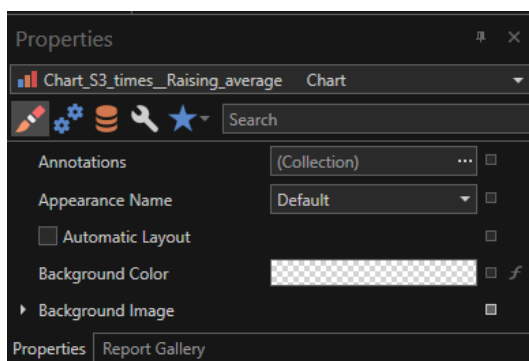 Properties
Chart_S3_times__Raising_average Chart
Search
Annotations (Collection) ...
Appearance Name Default
Automatic Layout
Background Color
Background Image
Properties Report Gallery